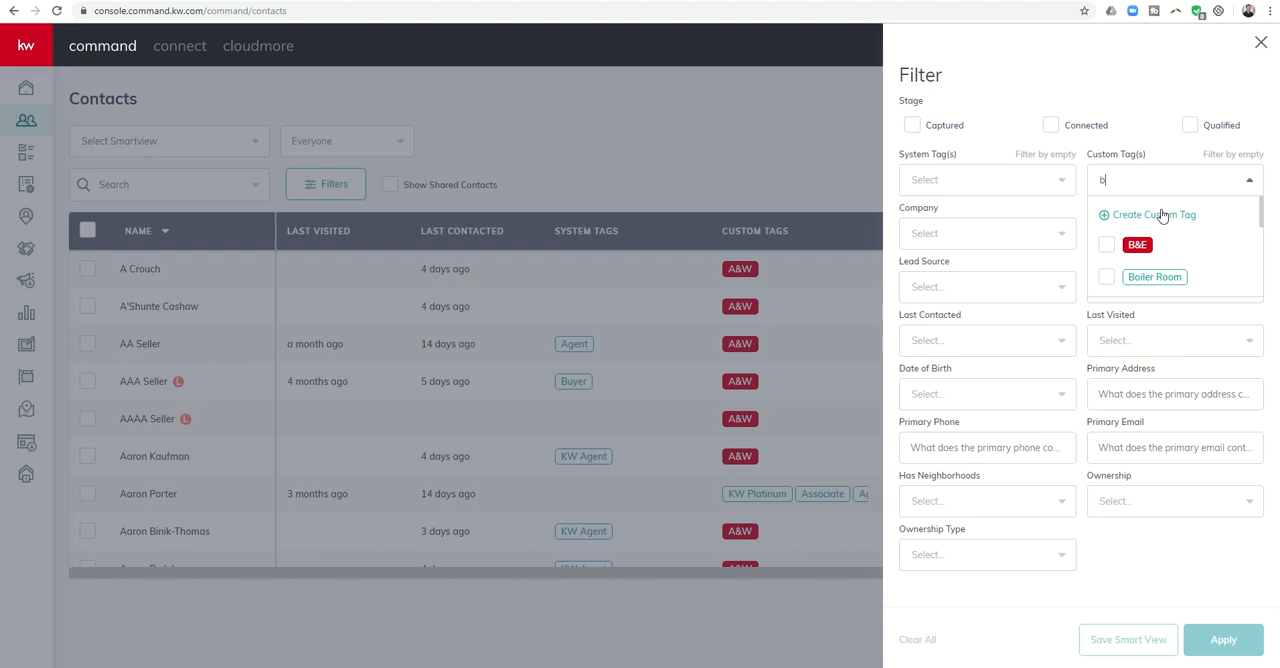 console.command.kw.com/command/contacts
kw
command connect cloudmore
Contacts
Select Smartview
Everyone
Search
Filters
Show Shared Contacts
NAME LAST VISITED LAST CONTACTED SYSTEM TAGS CUSTOM TAGS
A Crouch 4 days ago A&W
A'Shunte Cashaw 4 days ago A&W
AA Seller a month ago 14 days ago Agent A&W
AAA Seller L 4 months ago 5 days ago Buyer A&W
AAAA Seller L A&W
Aaron Kaufman 4 days ago KW Agent A&W
Aaron Porter 3 months ago 14 days ago KW Platinum Associate
Aaron Binik-Thomas 3 days ago KW Agent A&W
Filter
Stage
Captured Connected Qualified
System Tag(s) Filter by empty Custom Tag(s) Filter by empty
Select b
Create Custom Tag
B&E
Boiler Room
Company
Select
Lead Source
Select...
Last Contacted Last Visited
Select... Select...
Date of Birth Primary Address
Select... What does the primary address c...
Primary Phone Primary Email
What does the primary phone co... What does the primary email cont...
Has Neighborhoods Ownership
Select... Select...
Ownership Type
Select...
Clear All Save Smart View Apply